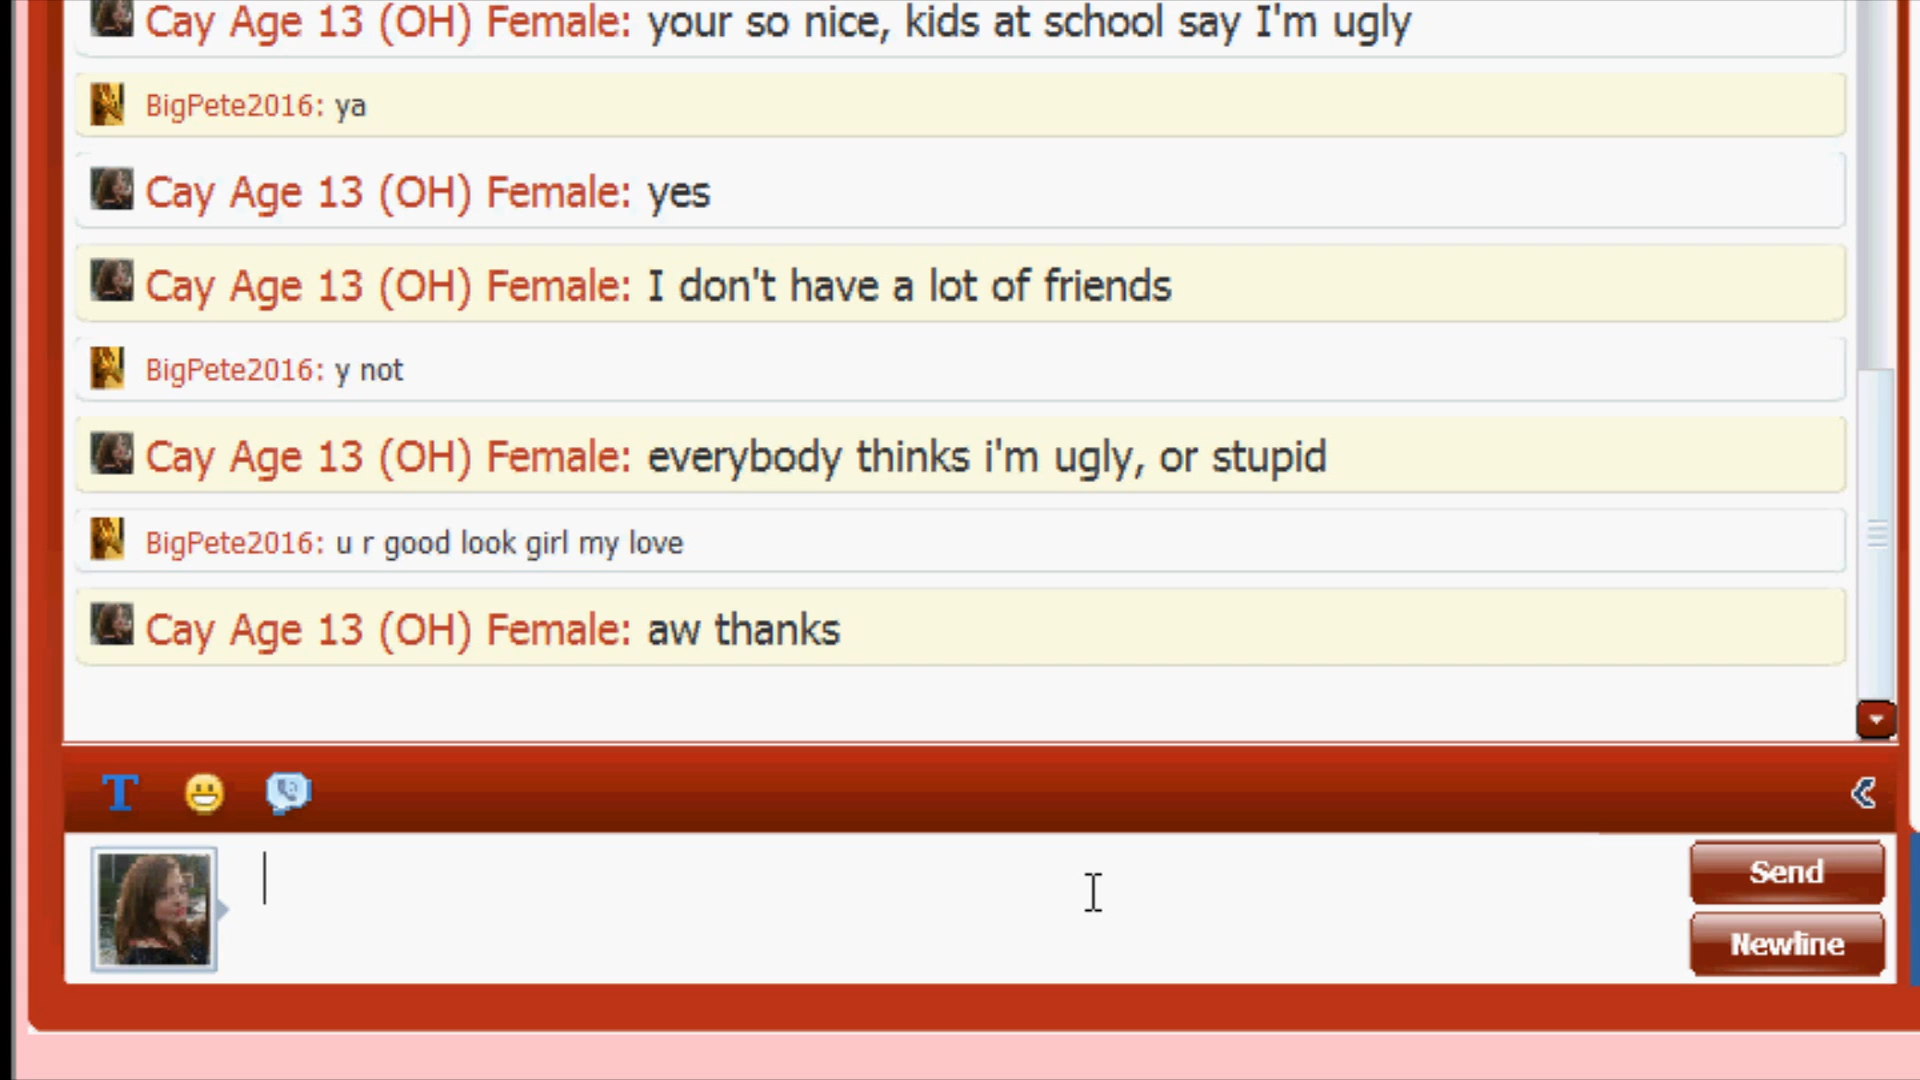 Cay Age 13 (OH) Female: your so nice, kids at school say I'm ugly
BigPete2016: ya
Cay Age 13 (OH) Female: yes
Cay Age 13 (OH) Female: I don't have a lot of friends
BigPete2016: y not
Cay Age 13 (OH) Female: everybody thinks i'm ugly, or stupid
BigPete2016: u r good look girl my love
Cay Age 13 (OH) Female: aw thanks
T
Send
Newline